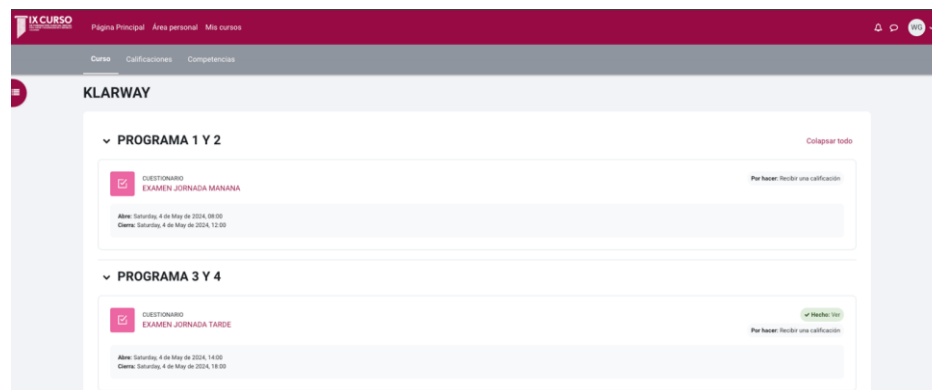 IX CURSO
Página Principal Área personal Mis cursos
WG
Curso Calificaciones Competencias
KLARWAY
PROGRAMA 1 Y 2
Colapsar todo
CUESTIONARIO
EXAMEN JORNADA MANANA
Por hacer: Recibir una calificación
Abre: Saturday, 4 de May de 2024, 08:00
Cierra: Saturday, 4 de May de 2024, 12:00
PROGRAMA 3 Y 4
CUESTIONARIO
EXAMEN JORNADA TARDE
Hecho: Ver
Por hacer: Recibir una calificación
Abre: Saturday, 4 de May de 2024, 14:00
Cierra: Saturday, 4 de May de 2024, 18:00